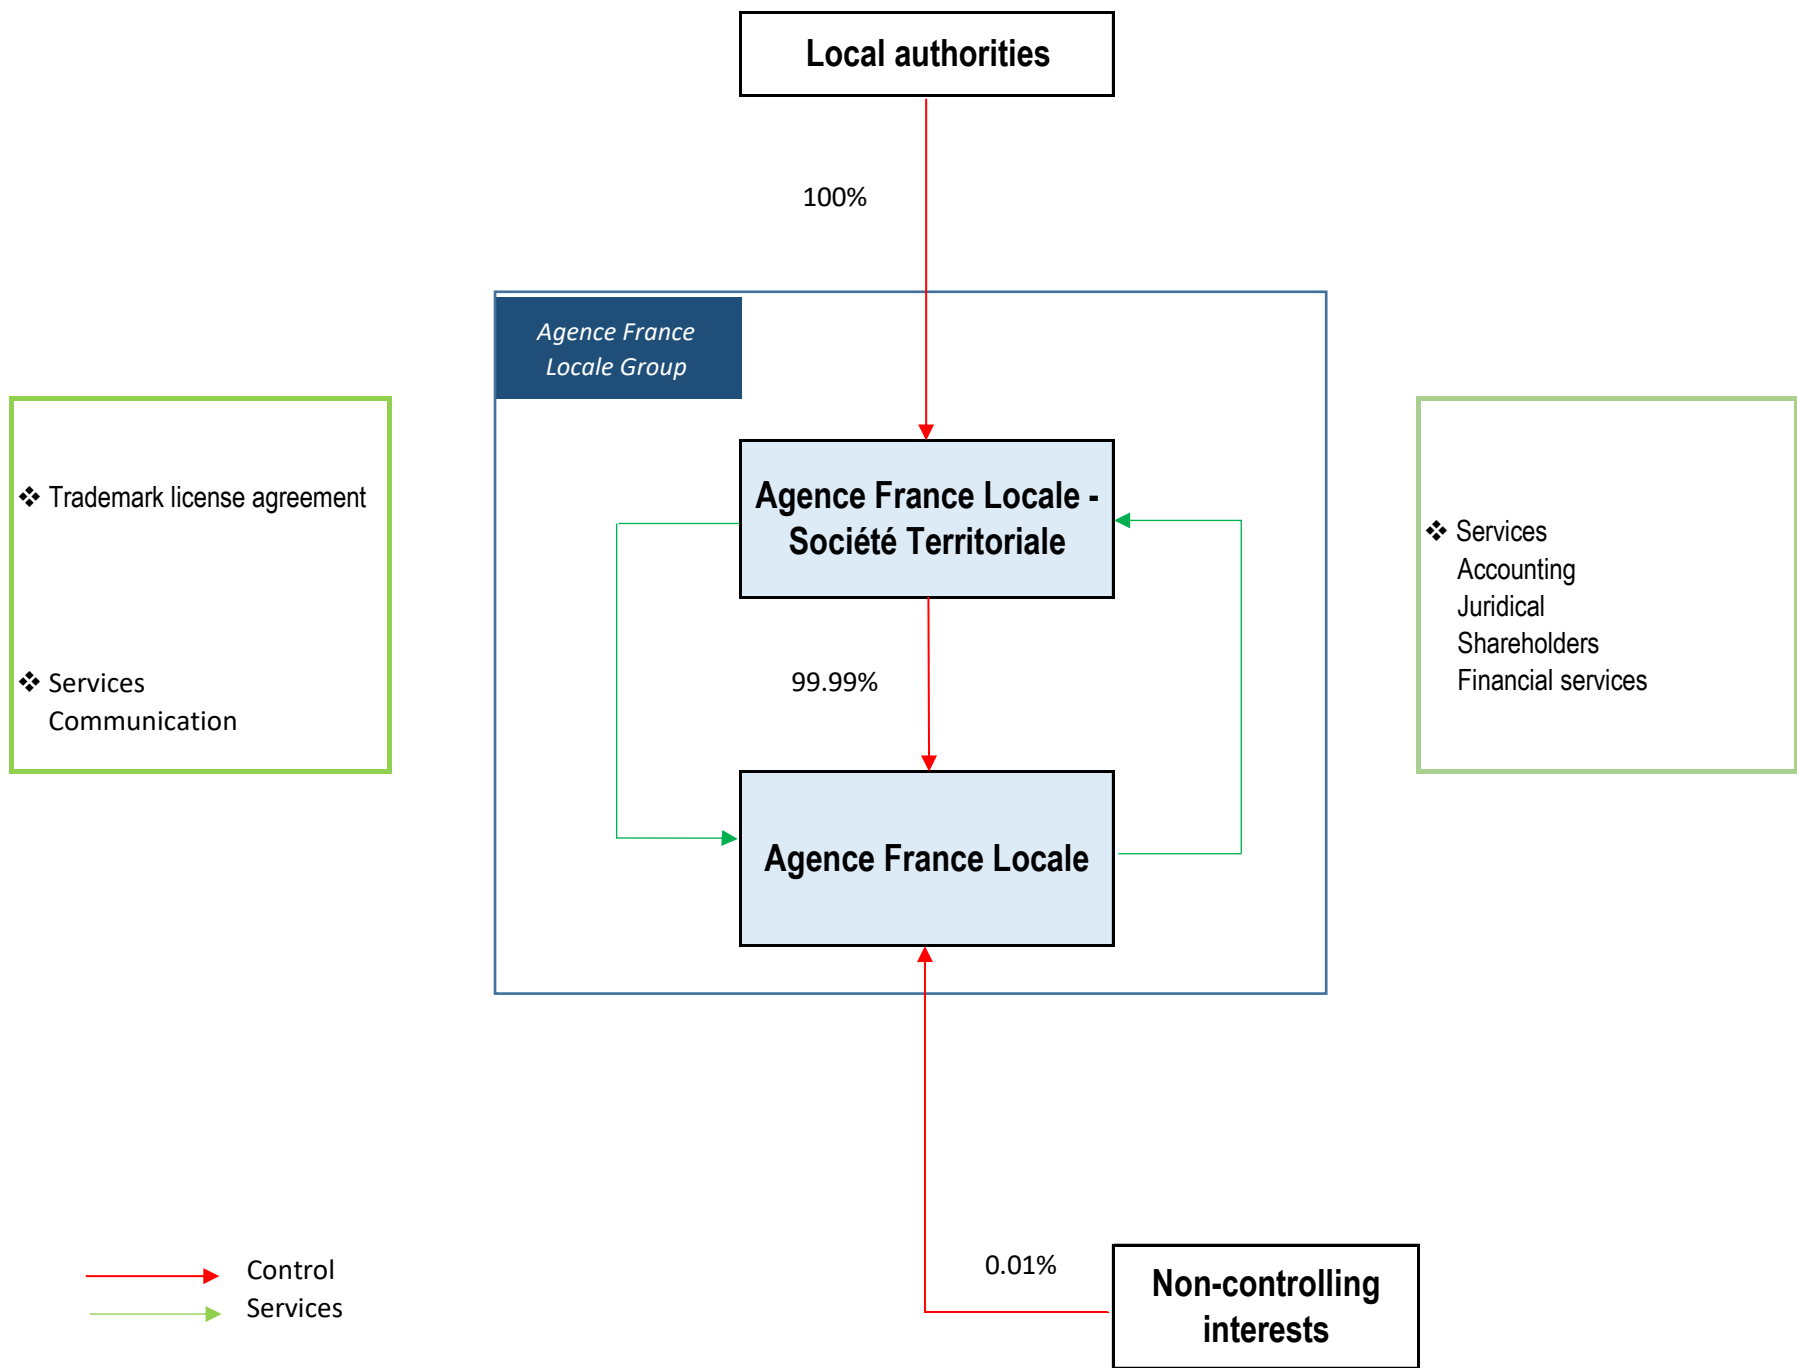 Local authorities
100%
Agence France
Locale Group
❖ Trademark license agreement
❖ Services
Communication
Agence France Locale -
Société Territoriale
99.99%
Agence France Locale
❖ Services
Accounting
Juridical
Shareholders
Financial services
0.01%
Non-controlling
interests
Control
Services